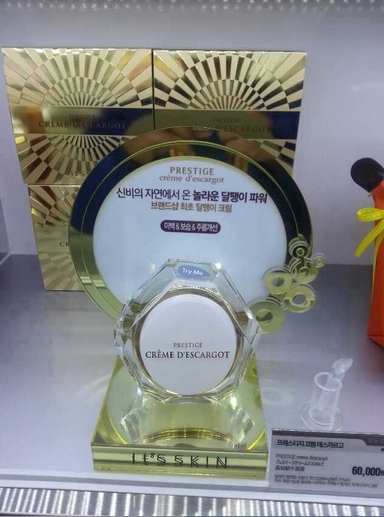 CRÈME D'ESCARGOT
PRESTIGE
crème d'escargot
신비의 자연에서 온 놀라운 달팽이 파워
브랜드샵 최초 달팽이 크림
미백&보습&주름개선
Try Me
PRESTIGE
CRÈME D'ESCARGOT
It'S SKIN
프레스티지 끄렘 데스까르고
PRESTIGE crème d'escargot
60,000